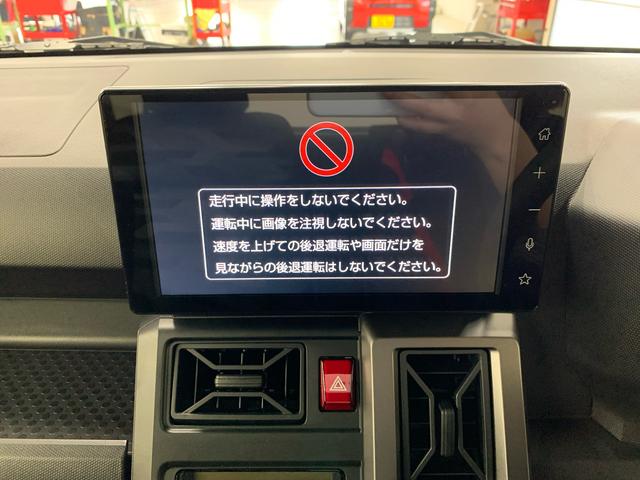 走行中に操作をしないでください。
運転中に画像を注視しないでください。
速度を上げての後退運転や画面だけを
見ながらの後退運転はしないでください。